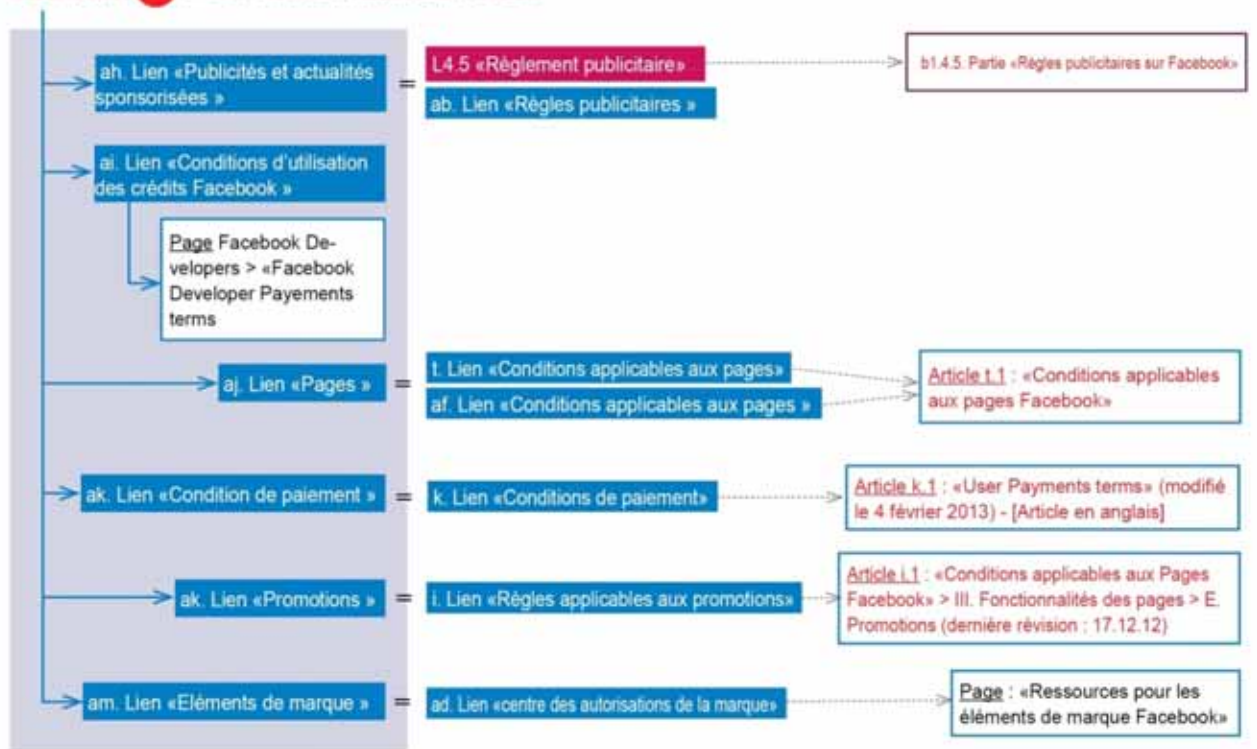 ah. Lien «Publicités et actualités
sponsorisées »
=
L4.5 «Règlement publicitaire»
ab. Lien «Règles publicitaires »
b1.4.5. Partie «Règles publicitaires sur Facebook»
ai. Lien «Conditions d'utilisation
des crédits Facebook »
Page Facebook De-
velopers > «Facebook
Developer Payements
terms
aj. Lien «Pages »
=
t. Lien «Conditions applicables aux pages»
af. Lien «Conditions applicables aux pages »
Article t.1 : «Conditions applicables
aux pages Facebook»
ak. Lien «Condition de paiement »
=
k. Lien «Conditions de paiement»
Article k.1 : «User Payments terms» (modifié
le 4 février 2013) - [Article en anglais]
ak. Lien «Promotions »
=
i. Lien «Règles applicables aux promotions»
Article i.1 : «Conditions applicables aux Pages
Facebook» > III. Fonctionnalités des pages > E.
Promotions (dernière révision : 17.12.12)
am. Lien «Eléments de marque »
=
ad. Lien «centre des autorisations de la marque»
Page : «Ressources pour les
éléments de marque Facebook»